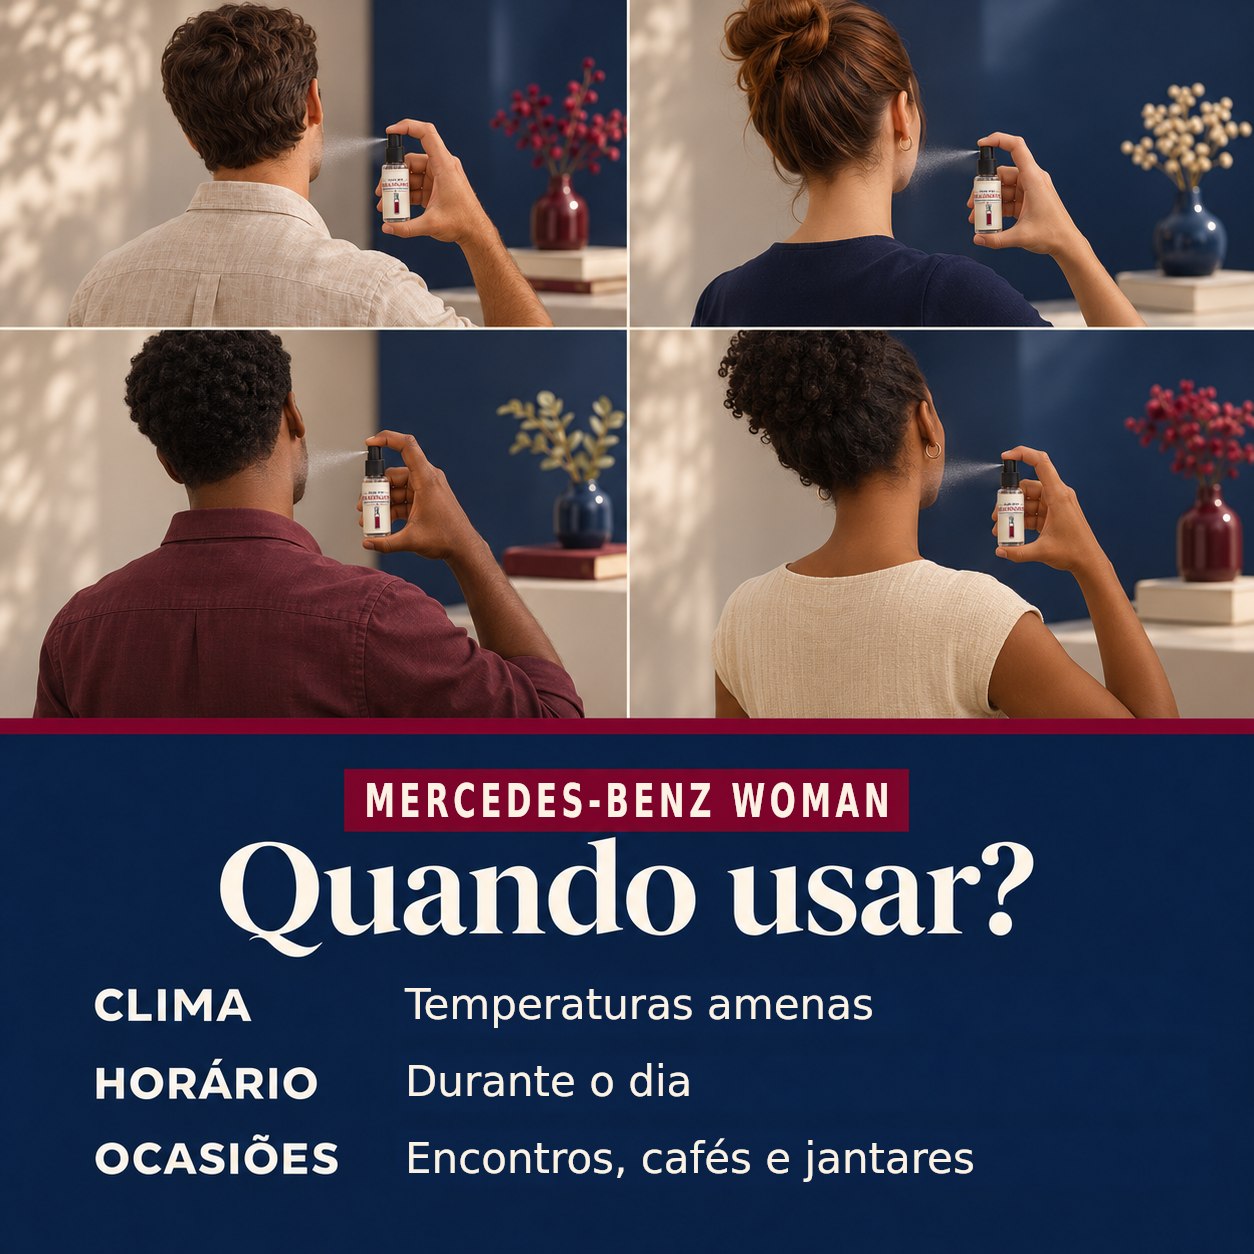 MERCEDES-BENZ WOMAN
Quando usar?
CLIMA Temperaturas amenas
HORÁRIO Durante o dia
OCASIÕES Encontros, cafés e jantares